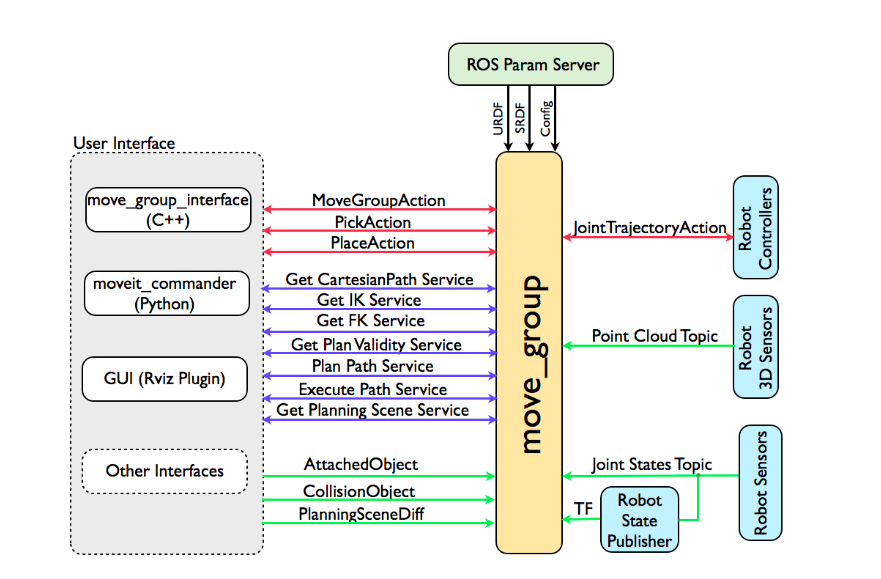 ROS Param Server
URDF
SRDF
Config
User Interface
move_group_interface
(C++)
moveit_commander
(Python)
GUI (Rviz Plugin)
Other Interfaces
MoveGroupAction
PickAction
PlaceAction
Get CartesianPath Service
Get IK Service
Get FK Service
Get Plan Validity Service
Plan Path Service
Execute Path Service
Get Planning Scene Service
AttachedObject
CollisionObject
PlanningSceneDiff
move_group
JointTrajectoryAction
Point Cloud Topic
Joint States Topic
TF
Robot
State
Publisher
Robot
Controllers
Robot
3D Sensors
Robot Sensors